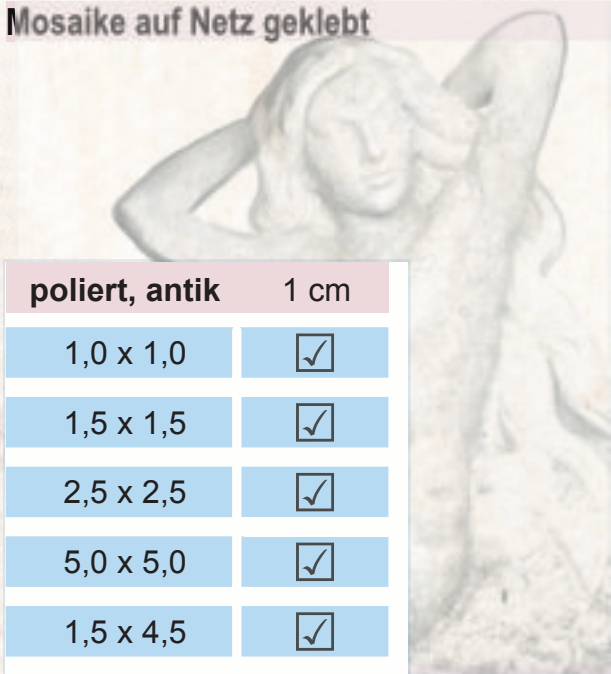 Mosaike auf Netz geklebt
poliert, antik 1 cm
1,0 x 1,0 ☑
1,5 x 1,5 ☑
2,5 x 2,5 ☑
5,0 x 5,0 ☑
1,5 x 4,5 ☑